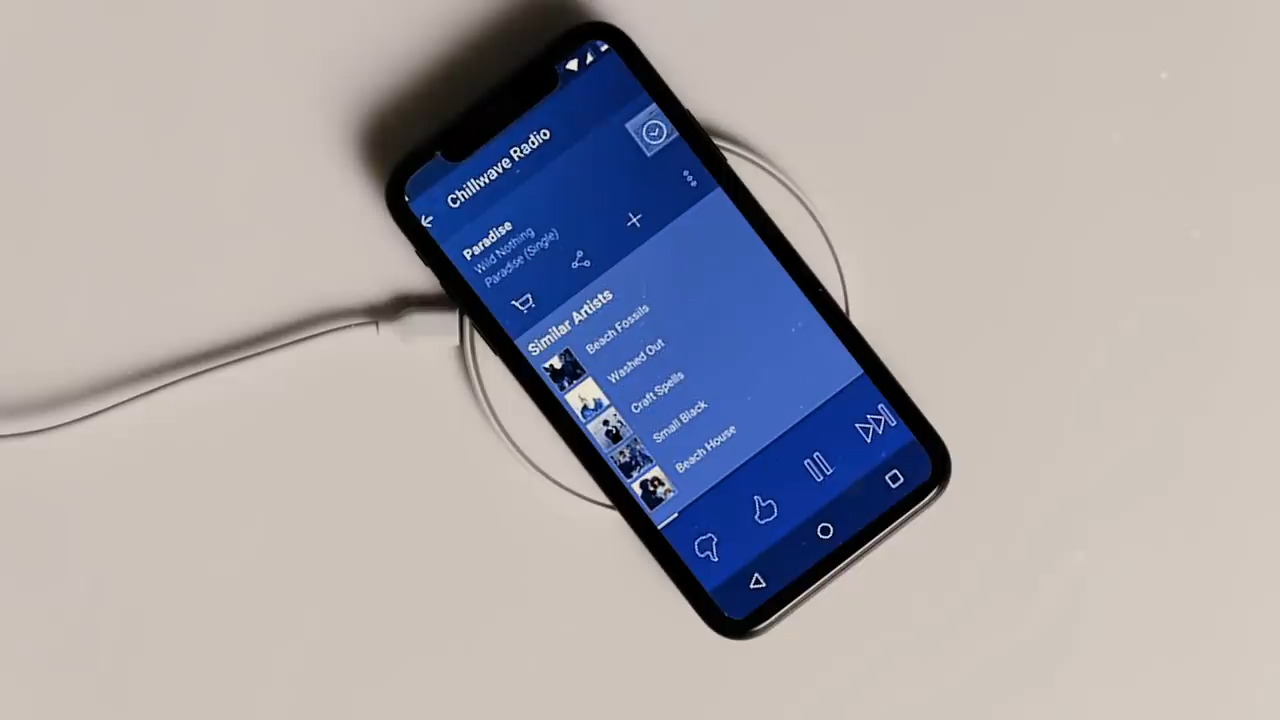 Chillwave Radio
Paradise
Wild Nothing
Paradise (Single)
Similar Artists
Beach Fossils
Washed Out
Craft Spells
Small Black
Beach House